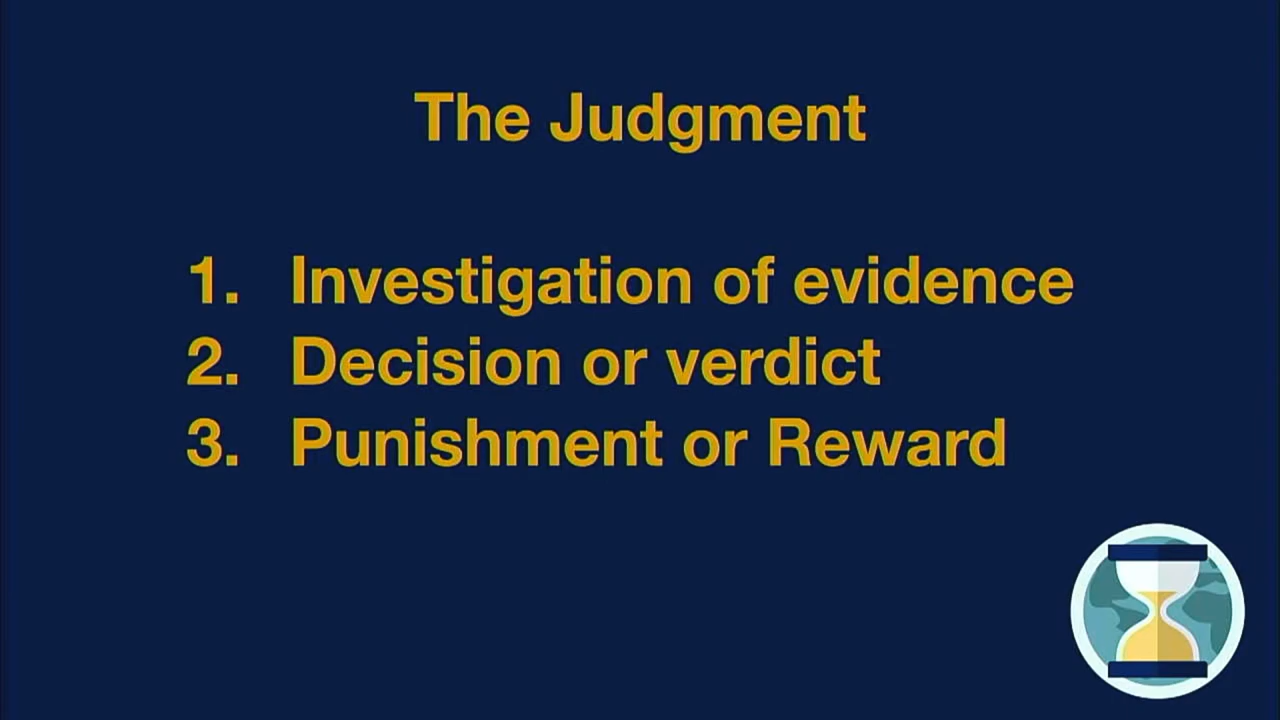 The Judgment
1. Investigation of evidence
2. Decision or verdict
3. Punishment or Reward